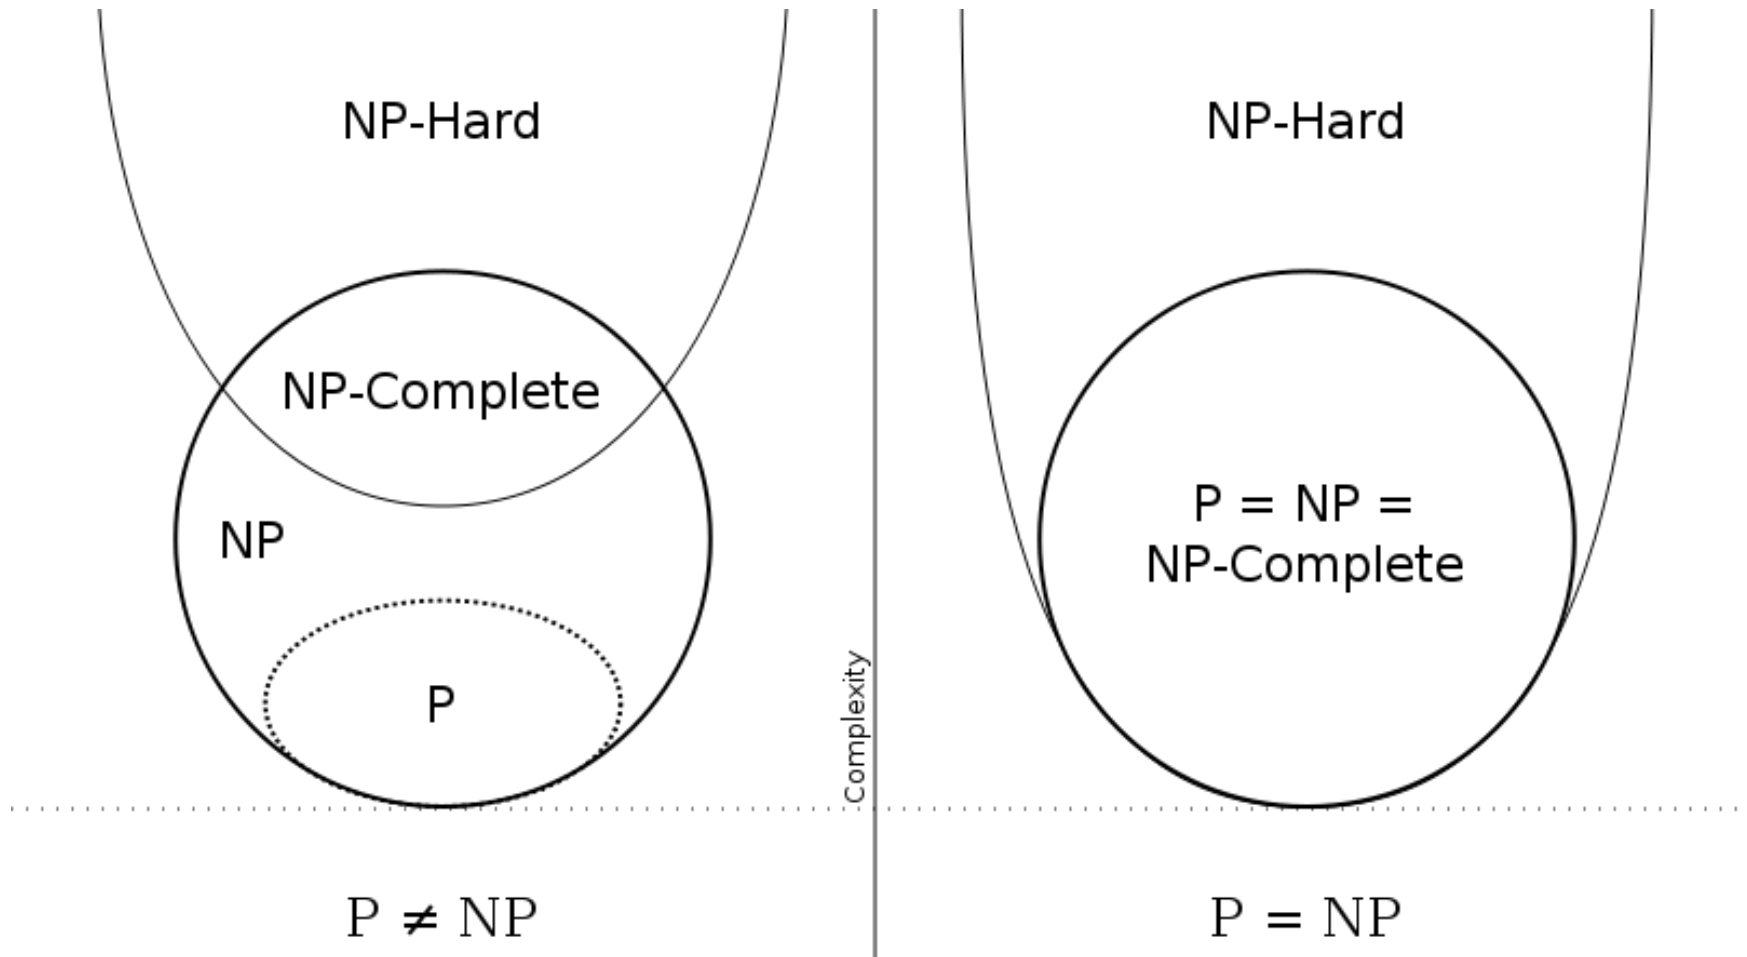 NP-Hard
NP-Complete
NP
P
P ≠ NP
Complexity
NP-Hard
P = NP =
NP-Complete
P = NP